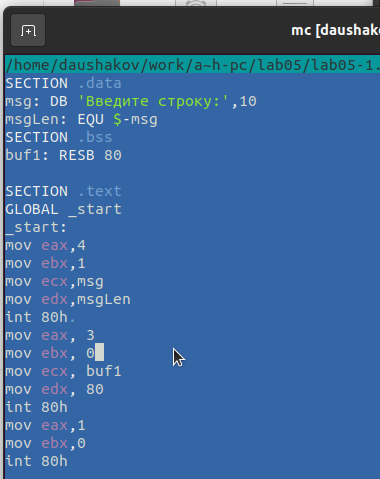 mc [daushak
/home/daushakov/work/a~h-pc/lab05/lab05-1.
SECTION .data
msg: DB 'Введите строку:',10
msgLen: EQU $-msg
SECTION .bss
buf1: RESB 80
SECTION .text
GLOBAL _start
_start:
mov eax,4
mov ebx,1
mov ecx,msg
mov edx,msgLen
int 80h.
mov eax, 3
mov ebx, 0
mov ecx, buf1
mov edx, 80
int 80h
mov eax,1
mov ebx,0
int 80h